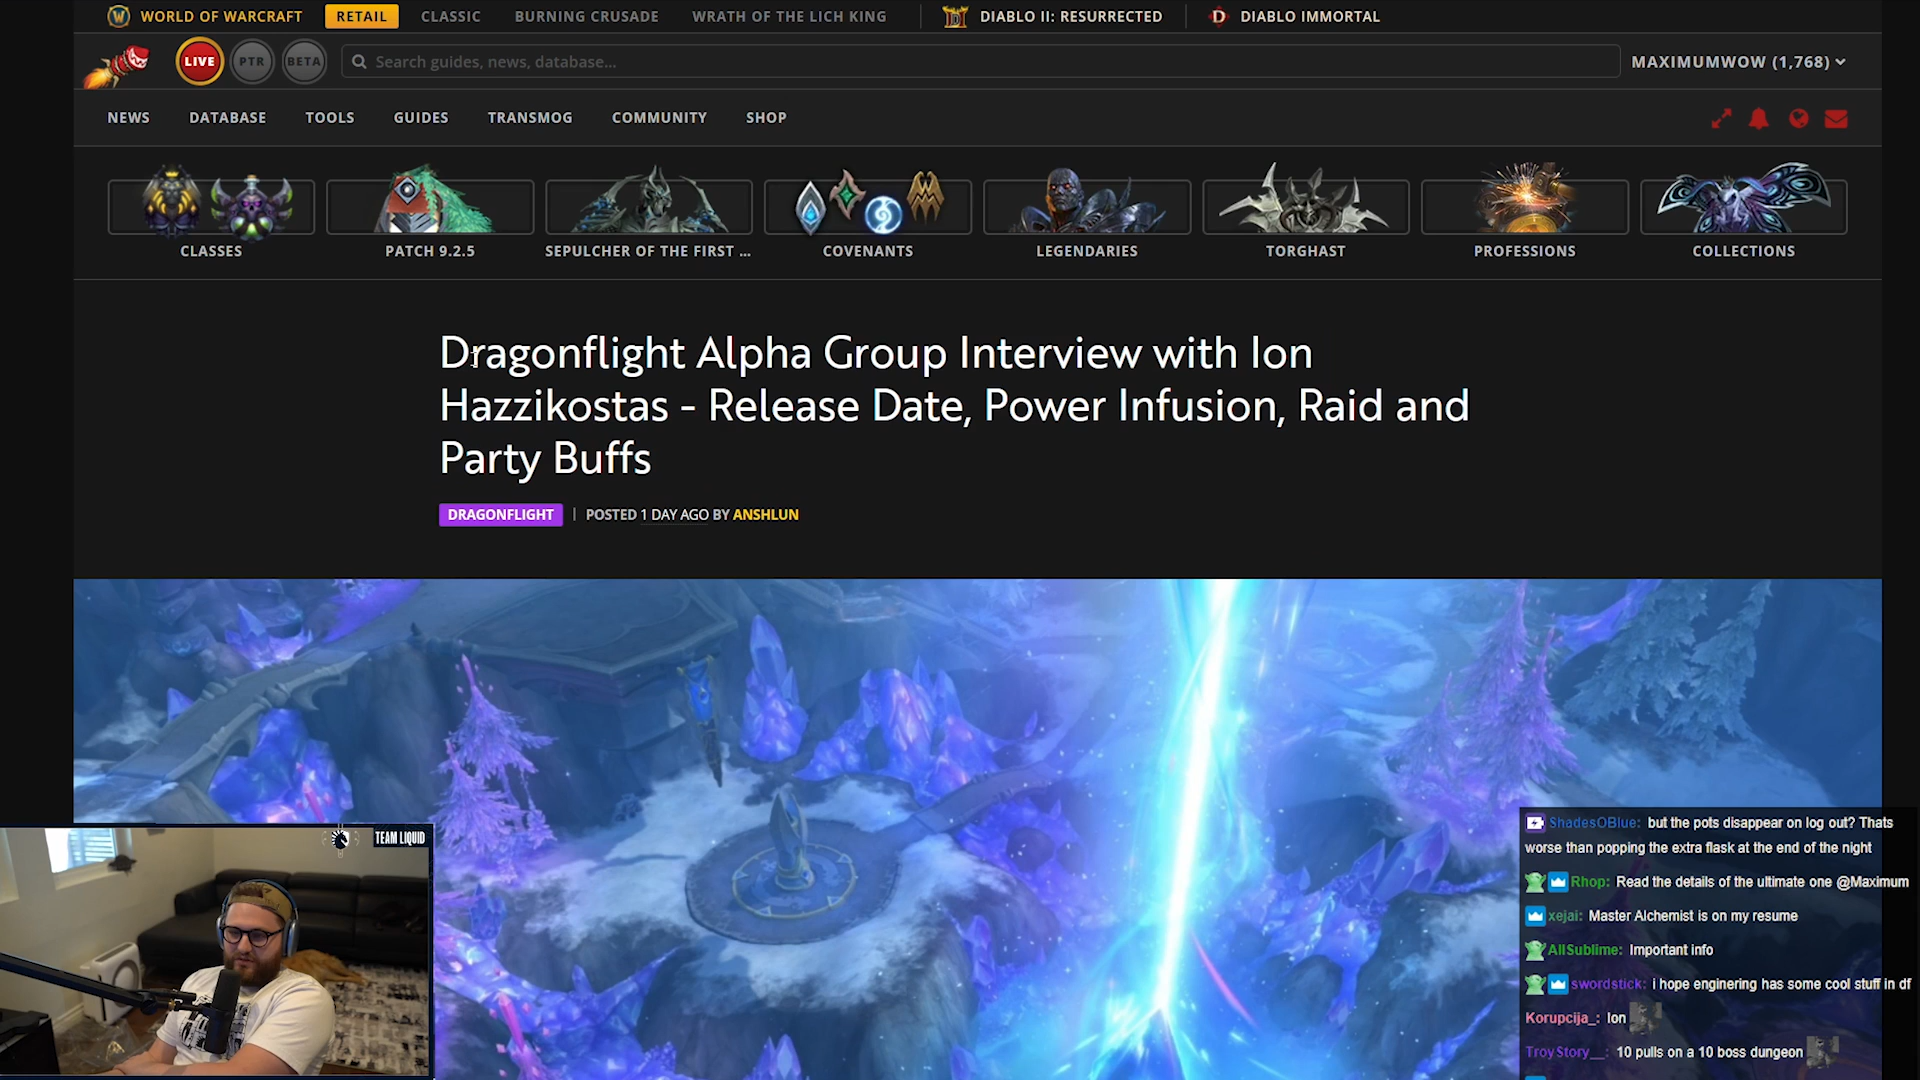 WORLD OF WARCRAFT RETAIL CLASSIC BURNING CRUSADE WRATH OF THE LICH KING DIABLO II: RESURRECTED DIABLO IMMORTAL
LIVE PTR BETA Search guides, news, database... MAXIMUMWOW (1,768)
NEWS DATABASE TOOLS GUIDES TRANSMOG COMMUNITY SHOP
CLASSES PATCH 9.2.5 SEPULCHER OF THE FIRST ... COVENANTS LEGENDARIES TORGHAST PROFESSIONS COLLECTIONS
Dragonflight Alpha Group Interview with Ion
Hazzikostas - Release Date, Power Infusion, Raid and
Party Buffs
DRAGONFLIGHT | POSTED 1 DAY AGO BY ANSHLUN
TEAM LIQUID
ShadesOBlue: but the pots disappear on log out? Thats
worse than popping the extra flask at the end of the night
Rhop: Read the details of the ultimate one @Maximum
xejai: Master Alchemist is on my resume
AllSublime: Important info
swordstick: i hope enginering has some cool stuff in df
Korupcija_: Ion
TroyStory__: 10 pulls on a 10 boss dungeon